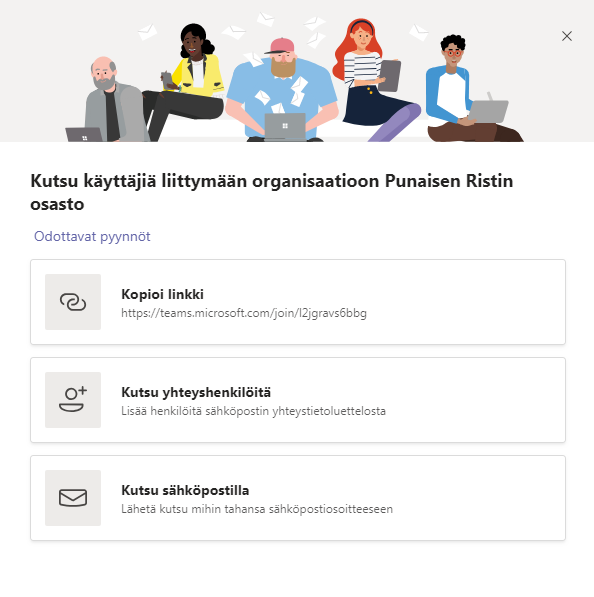 Kutsu käyttäjiä liittymään organisaatioon Punaisen Ristin
osasto
Odottavat pyynnöt
Kopioi linkki
https://teams.microsoft.com/join/l2jgravs6bbg
Kutsu yhteyshenkilöitä
Lisää henkilöitä sähköpostin yhteystietoluettelosta
Kutsu sähköpostilla
Lähetä kutsu mihin tahansa sähköpostiosoitteeseen